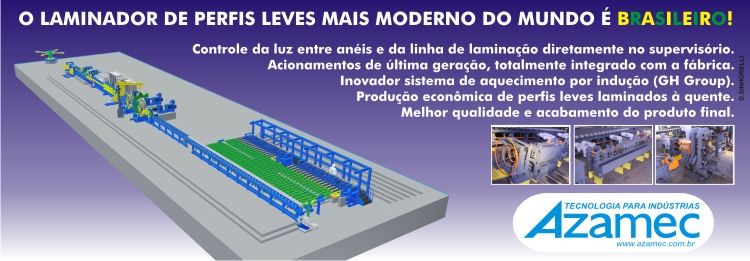 O LAMINADOR DE PERFIS LEVES MAIS MODERNO DO MUNDO É BRASILEIRO!
Controle da luz entre anéis e da linha de laminação diretamente no supervisório.
Acionamentos de última geração, totalmente integrado com a fábrica.
Inovador sistema de aquecimento por indução (GH Group).
Produção econômica de perfis leves laminados à quente.
Melhor qualidade e acabamento do produto final.
TECNOLOGIA PARA INDÚSTRIAS
Azamec
www.azamec.com.br